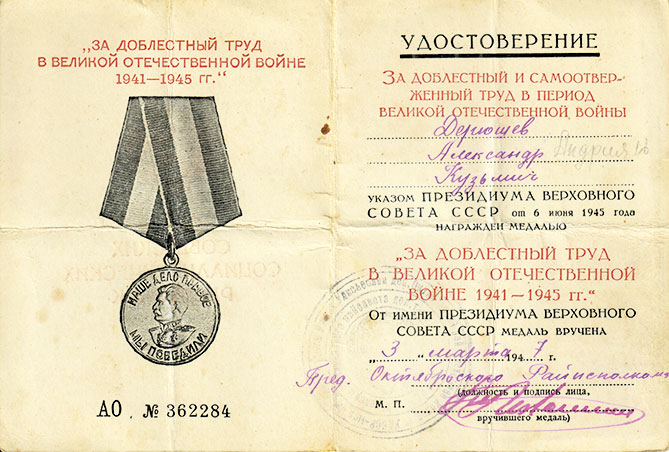 „ЗА ДОБЛЕСТНЫЙ ТРУД
В ВЕЛИКОЙ ОТЕЧЕСТВЕННОЙ ВОЙНЕ
1941—1945 гг.“
НАШЕ ДЕЛО ПРАВОЕ
МЫ ПОБЕДИЛИ
АО № 362284
УДОСТОВЕРЕНИЕ
ЗА ДОБЛЕСТНЫЙ И САМООТВЕР-
ЖЕННЫЙ ТРУД В ПЕРИОД
ВЕЛИКОЙ ОТЕЧЕСТВЕННОЙ ВОЙНЫ
Дерюшев
Александр
Кузьмич
УКАЗОМ ПРЕЗИДИУМА ВЕРХОВНОГО
СОВЕТА СССР от 6 июня 1945 года
НАГРАЖДЕН МЕДАЛЬЮ
„ЗА ДОБЛЕСТНЫЙ ТРУД
В ВЕЛИКОЙ ОТЕЧЕСТВЕННОЙ
ВОЙНЕ 1941—1945 гг.“
ОТ ИМЕНИ ПРЕЗИДИУМА ВЕРХОВНОГО
СОВЕТА СССР МЕДАЛЬ ВРУЧЕНА
„3“ марта 1947 г.
Пред. Октябрьского Райисполкома
(должность и подпись лица,
М. П.
вручившего медаль)